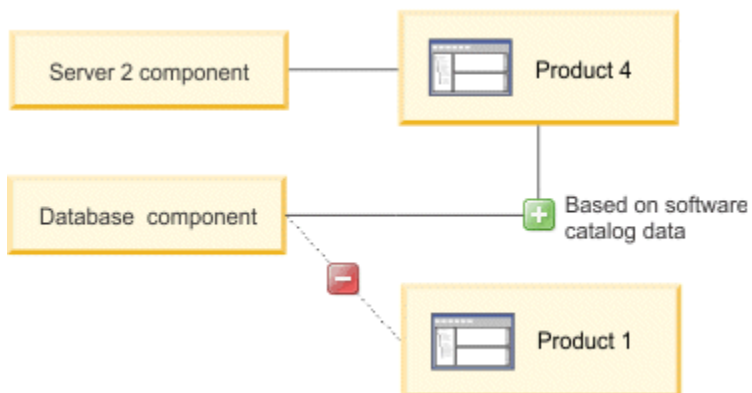 Server 2 component
Product 4
Database component
Based on software
catalog data
Product 1